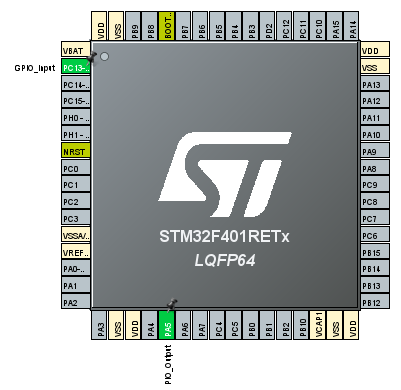 VDD
VSS
PB9
PB8
BOOT..
PB7
PB6
PB5
PB4
PB3
PD2
PC12
PC11
PC10
PA15
PA14
VBAT
GPIO_Input
PC13-..
PC14-..
PC15-..
PH0 -..
PH1 -..
NRST
PC0
PC1
PC2
PC3
VSSA/..
VREF..
PA0-..
PA1
PA2
VDD
VSS
PA13
PA12
PA11
PA10
PA9
PA8
PC9
PC8
PC7
PC6
PB15
PB14
PB13
PB12
STM32F401RETx
LQFP64
PA3
VSS
VDD
PA4
PA5
PA6
PA7
PC4
PC5
PB0
PB1
PB2
PB10
VCAP1
VSS
VDD
PIO_Output